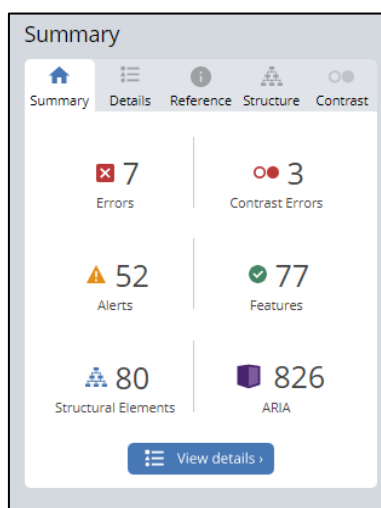 Summary
Summary Details Reference Structure Contrast
7 3
Errors Contrast Errors
52 77
Alerts Features
80 826
Structural Elements ARIA
View details ›